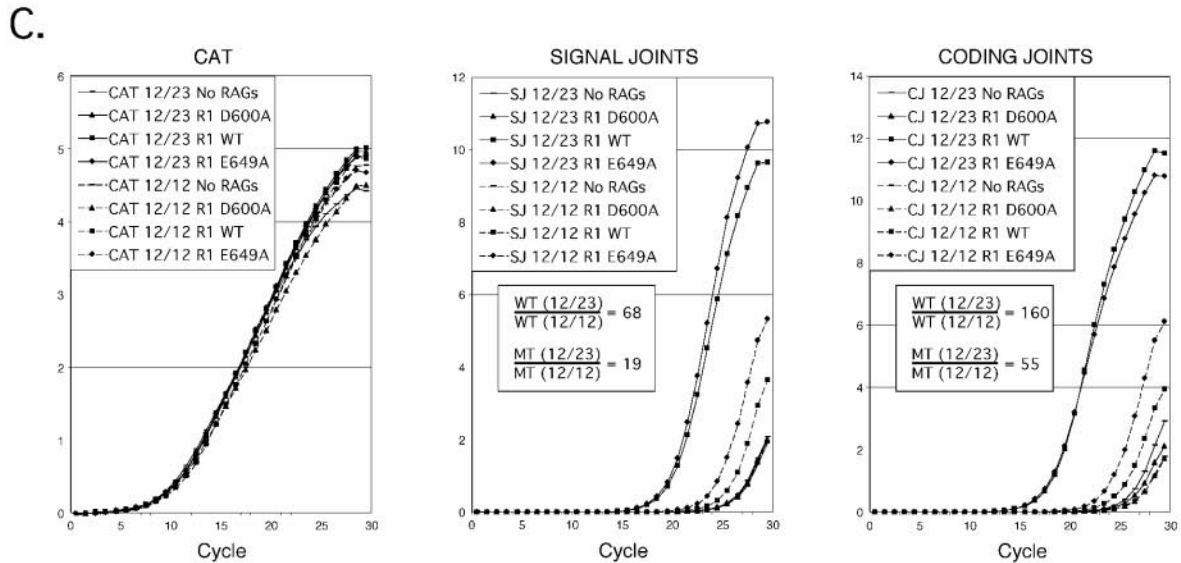 C.
CAT
6
5
4
3
2
1
0
CAT 12/23 No RAGs
CAT 12/23 R1 D600A
CAT 12/23 R1 WT
CAT 12/23 R1 E649A
CAT 12/12 No RAGs
CAT 12/12 R1 D600A
CAT 12/12 R1 WT
CAT 12/12 R1 E649A
0 5 10 15 20 25 30
Cycle
SIGNAL JOINTS
12
10
8
6
4
2
0
SJ 12/23 No RAGs
SJ 12/23 R1 D600A
SJ 12/23 R1 WT
SJ 12/23 R1 E649A
SJ 12/12 No RAGs
SJ 12/12 R1 D600A
SJ 12/12 R1 WT
SJ 12/12 R1 E649A
WT (12/23)
WT (12/12) = 68
MT (12/23)
MT (12/12) = 19
0 5 10 15 20 25 30
Cycle
CODING JOINTS
14
12
10
8
6
4
2
0
CJ 12/23 No RAGs
CJ 12/23 R1 D600A
CJ 12/23 R1 WT
CJ 12/23 R1 E649A
CJ 12/12 No RAGs
CJ 12/12 R1 D600A
CJ 12/12 R1 WT
CJ 12/12 R1 E649A
WT (12/23)
WT (12/12) = 160
MT (12/23)
MT (12/12) = 55
0 5 10 15 20 25 30
Cycle